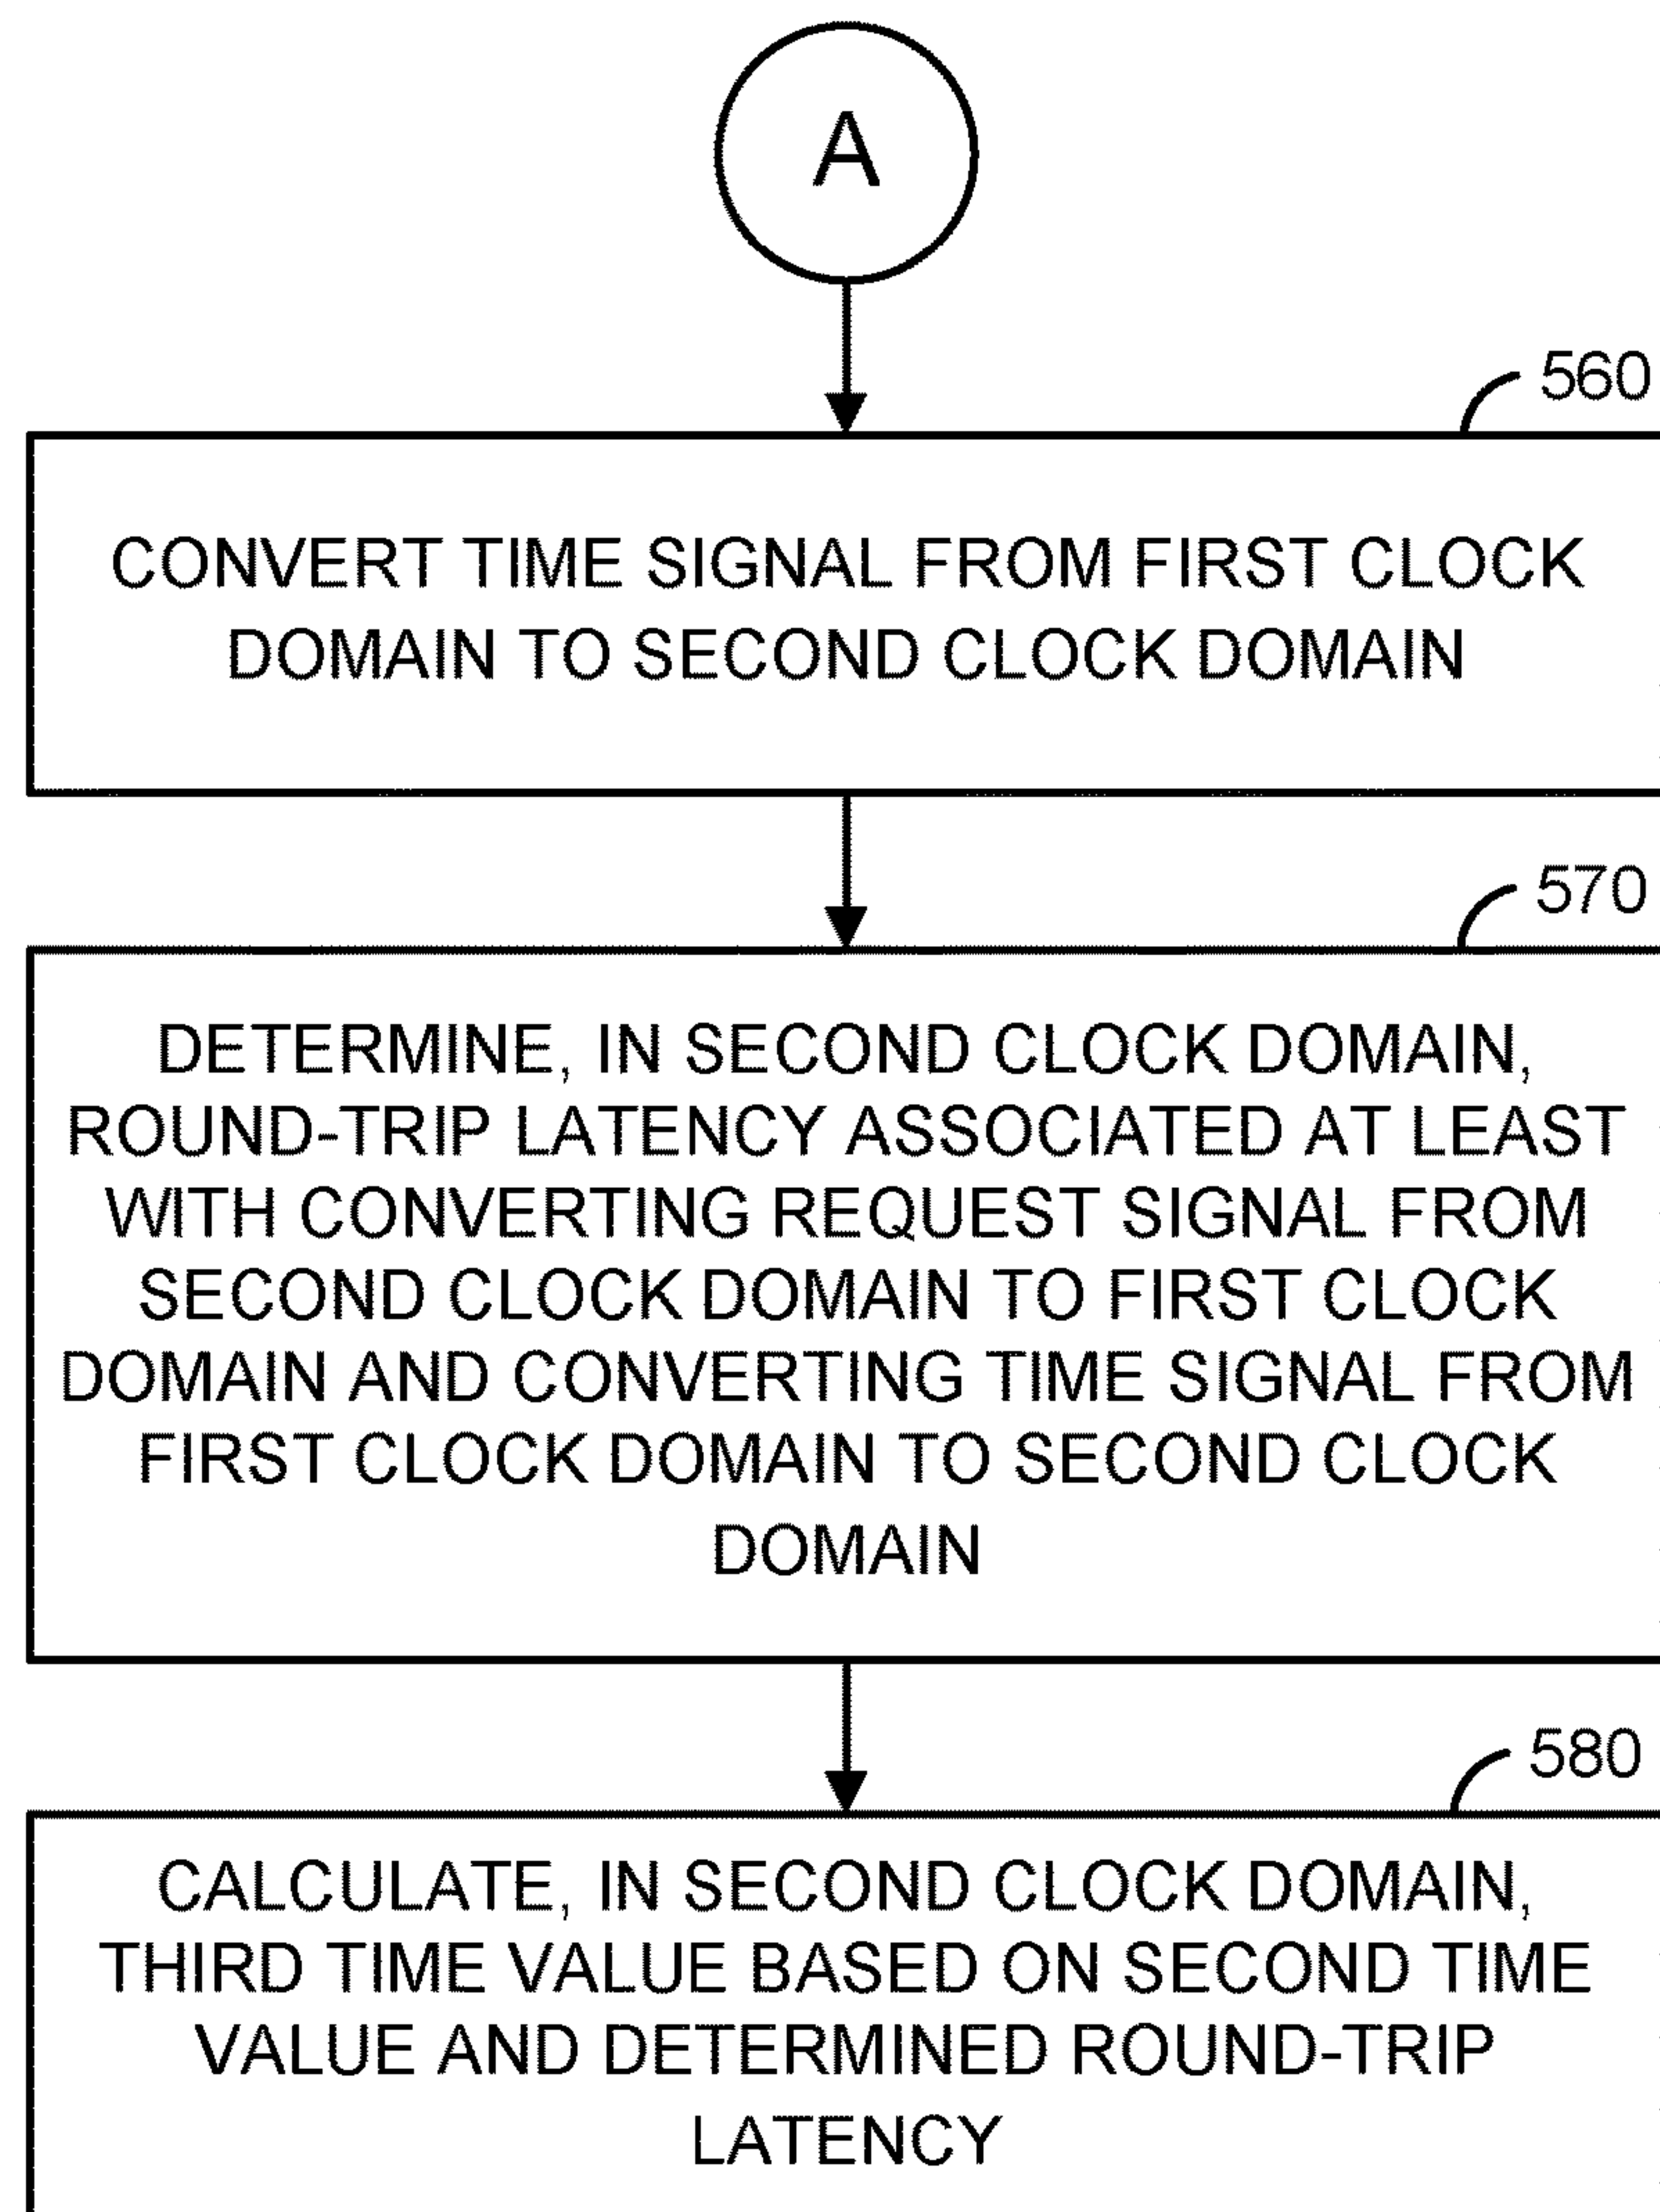 A
560
CONVERT TIME SIGNAL FROM FIRST CLOCK
DOMAIN TO SECOND CLOCK DOMAIN
570
DETERMINE, IN SECOND CLOCK DOMAIN,
ROUND-TRIP LATENCY ASSOCIATED AT LEAST
WITH CONVERTING REQUEST SIGNAL FROM
SECOND CLOCK DOMAIN TO FIRST CLOCK
DOMAIN AND CONVERTING TIME SIGNAL FROM
FIRST CLOCK DOMAIN TO SECOND CLOCK
DOMAIN
580
CALCULATE, IN SECOND CLOCK DOMAIN,
THIRD TIME VALUE BASED ON SECOND TIME
VALUE AND DETERMINED ROUND-TRIP
LATENCY